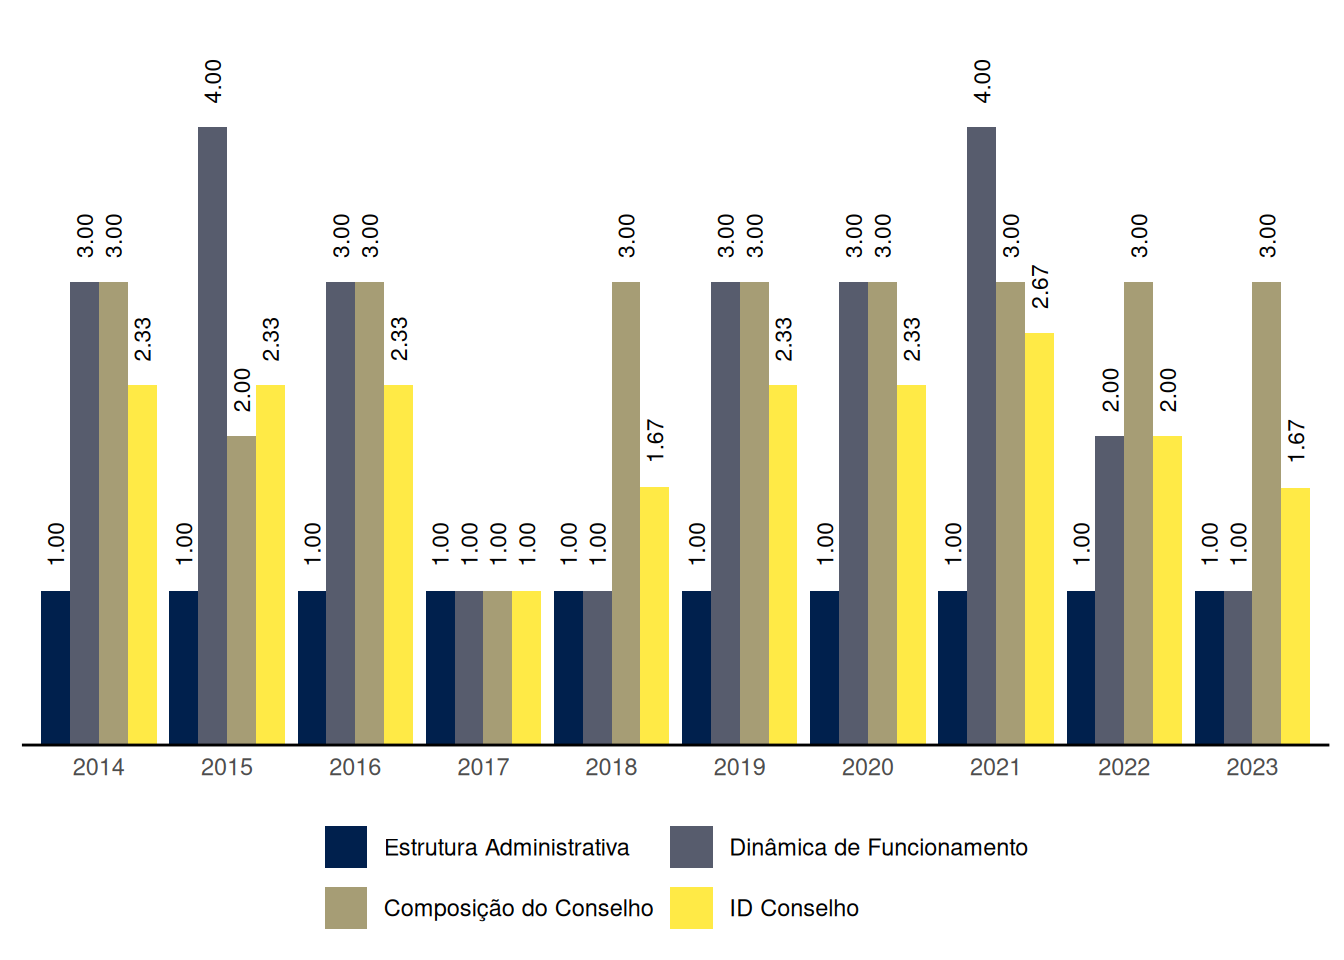 4.00 4.00
3.00 3.00 3.00 3.00 3.00 3.00 3.00 3.00 3.00 3.00 3.00 3.00
2.67
2.33 2.33 2.33 2.33 2.33
2.00 2.00 2.00
1.67 1.67
1.00 1.00 1.00 1.00 1.00 1.00 1.00 1.00 1.00 1.00 1.00 1.00 1.00 1.00 1.00
2014 2015 2016 2017 2018 2019 2020 2021 2022 2023
Estrutura Administrativa Dinâmica de Funcionamento
Composição do Conselho ID Conselho